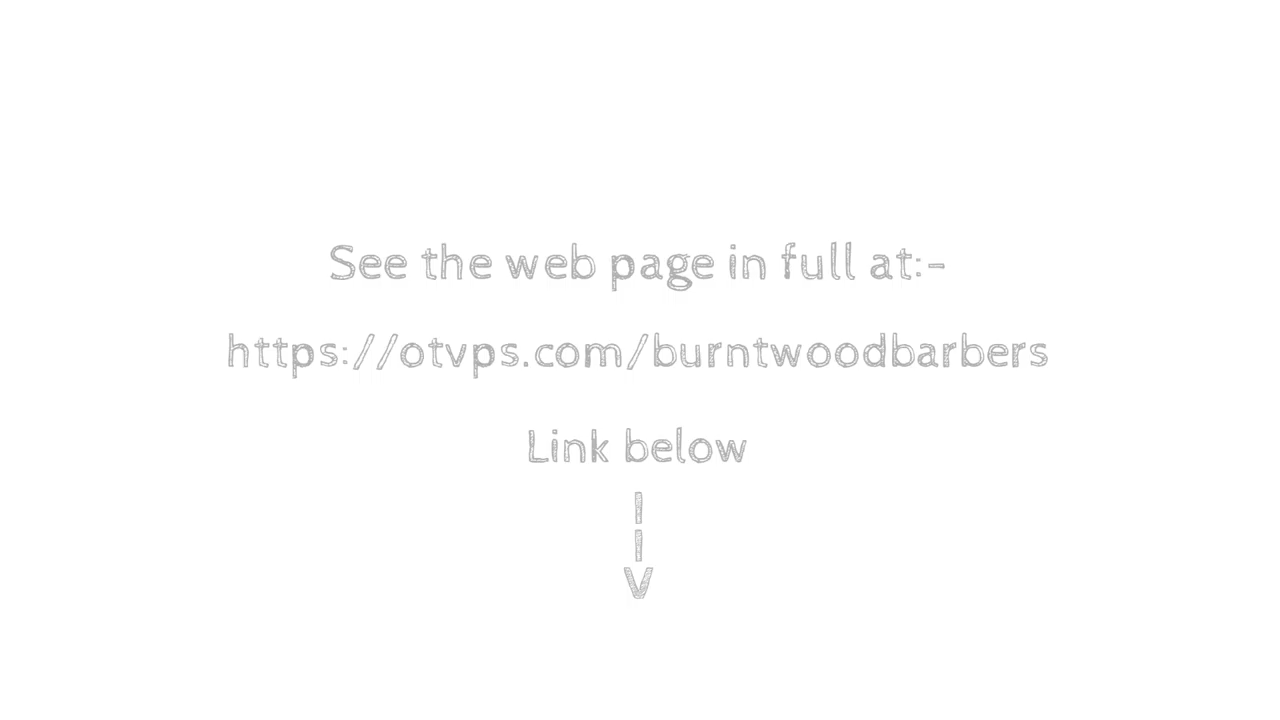 See the web page in full at:-
https://otvps.com/burntwoodbarbers
Link below
|
|
V